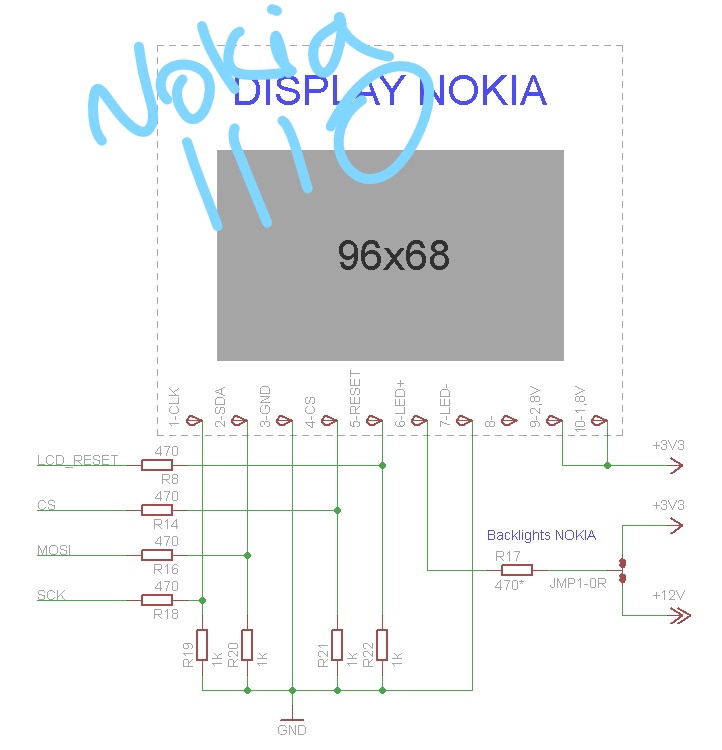 Nokia
1110
DISPLAY NOKIA
96x68
1-CLK
2-SDA
3-GND
4-CS
5-RESET
6-LED+
7-LED-
8-
9-2,8V
10-1,8V
LCD_RESET
470
R8
+3V3
CS
470
R14
+3V3
Backlights NOKIA
MOSI
470
R16
R17
470*
JMP1-0R
SCK
470
R18
+12V
R19
1K
R20
1K
R21
1K
R22
1K
GND